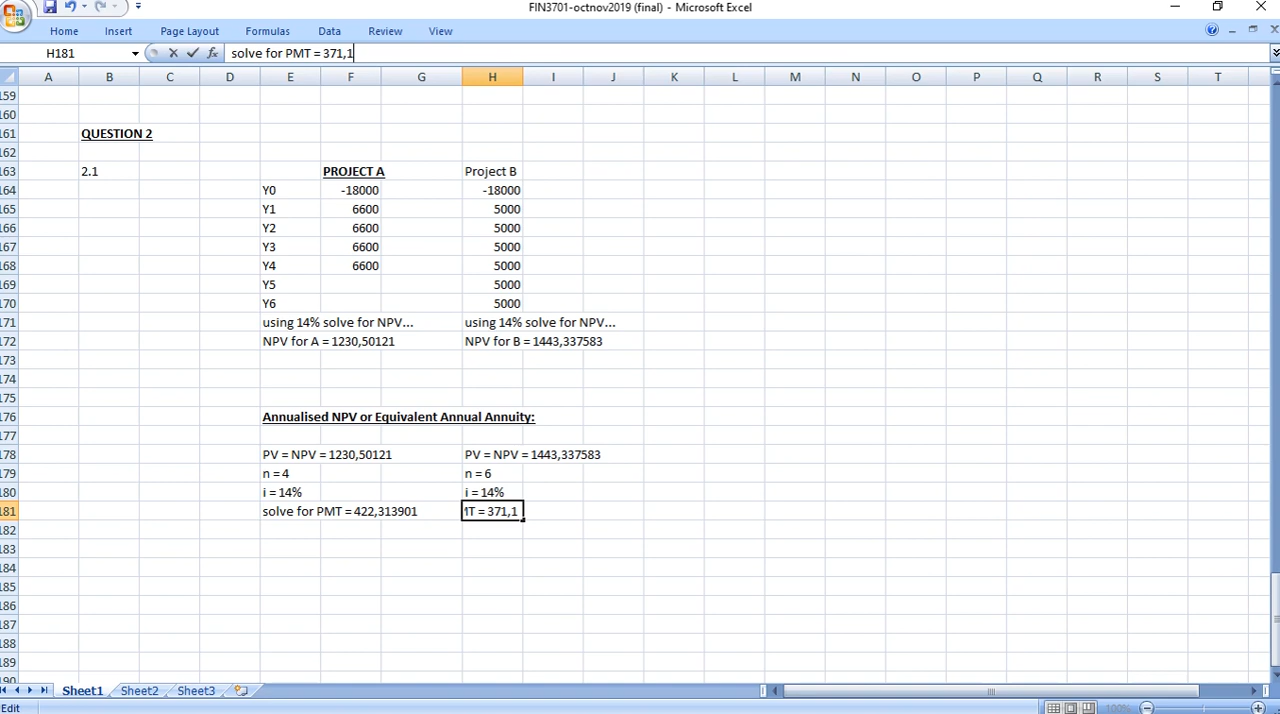 FIN3701-octnov2019 (final) - Microsoft Excel
Home Insert Page Layout Formulas Data Review View
H181 fx solve for PMT = 371,1
A B C D E F G H I J K L M N O P Q R S T
159
160
161 QUESTION 2
162
163 2.1 PROJECT A Project B
164 Y0 -18000 -18000
165 Y1 6600 5000
166 Y2 6600 5000
167 Y3 6600 5000
168 Y4 6600 5000
169 Y5 5000
170 Y6 5000
171 using 14% solve for NPV... using 14% solve for NPV...
172 NPV for A = 1230,50121 NPV for B = 1443,337583
173
174
175
176 Annualised NPV or Equivalent Annual Annuity:
177
178 PV = NPV = 1230,50121 PV = NPV = 1443,337583
179 n = 4 n = 6
180 i = 14% i = 14%
181 solve for PMT = 422,313901 T = 371,1
182
183
184
185
186
187
188
189
190
Sheet1 Sheet2 Sheet3
Edit 100%